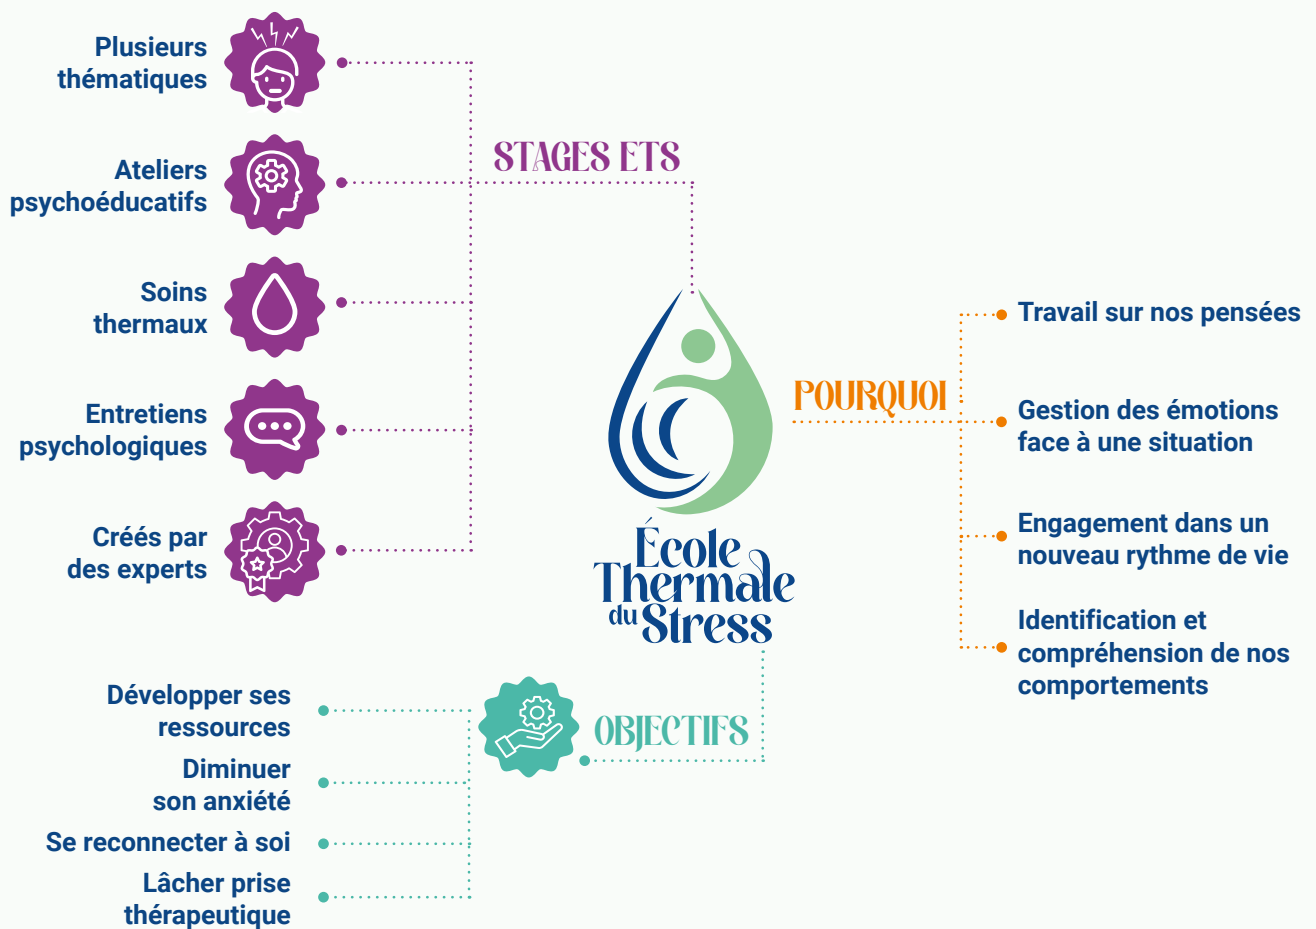 Plusieurs
thématiques
Ateliers
psychoéducatifs
Soins
thermaux
Entretiens
psychologiques
Créés par
des experts
STAGES ETS
École
Thermale
du Stress
POURQUOI
Travail sur nos pensées
Gestion des émotions
face à une situation
Engagement dans un
nouveau rythme de vie
Identification et
compréhension de nos
comportements
OBJECTIFS
Développer ses
ressources
Diminuer
son anxiété
Se reconnecter à soi
Lâcher prise
thérapeutique